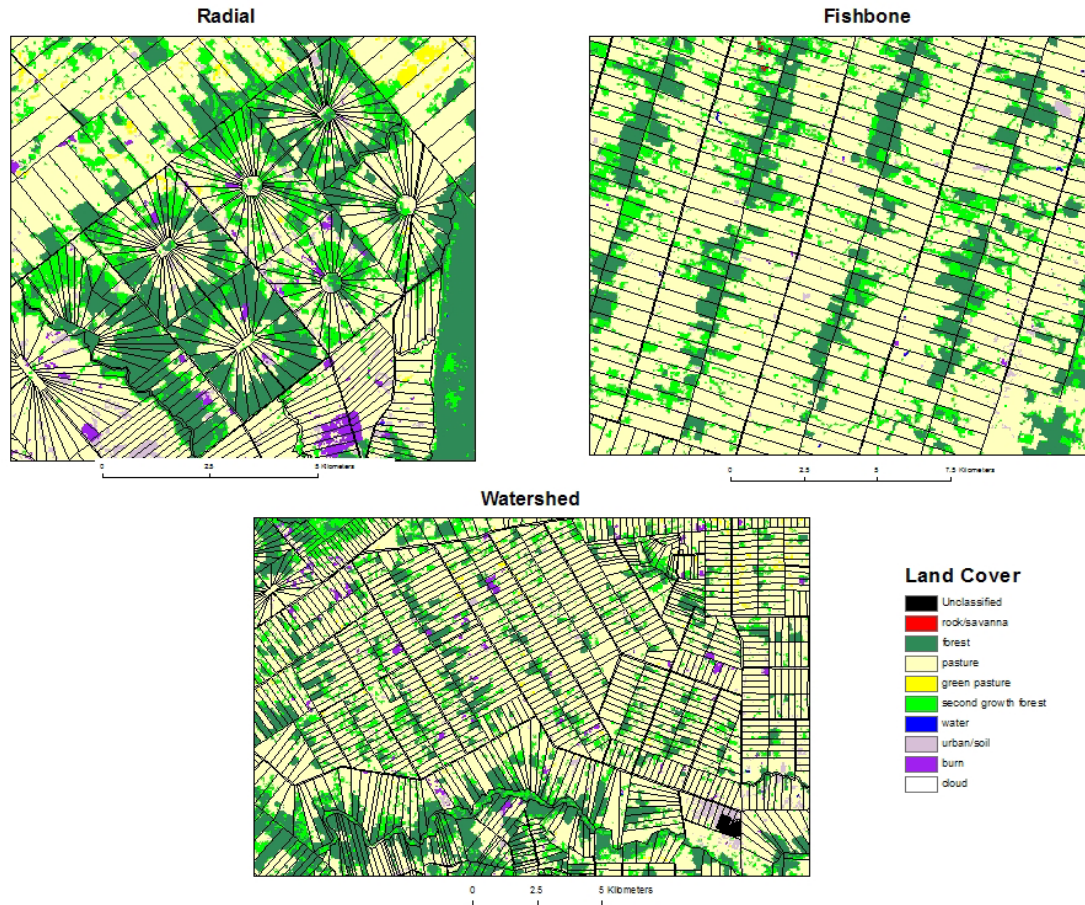 Radial
Fishbone
0 2.5 5 Kilometers
0 2.5 5 7.5 Kilometers
Watershed
Land Cover
Unclassified
rock/savanna
forest
pasture
green pasture
second growth forest
water
urban/soil
burn
cloud
0 2.5 5 Kilometers